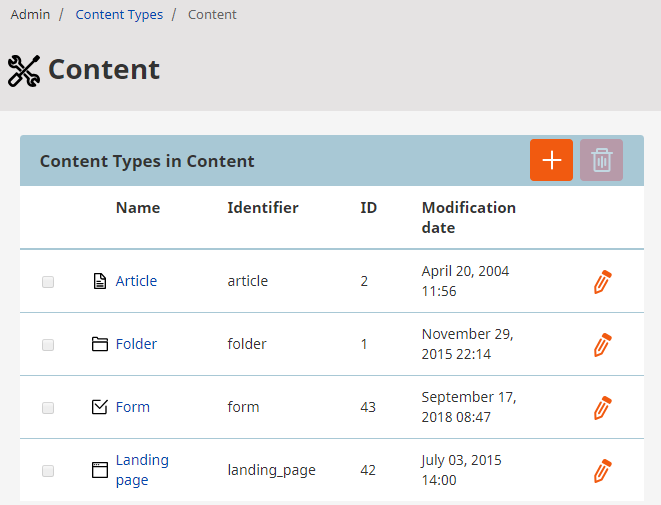 Admin / Content Types / Content
Content
Content Types in Content
Name Identifier ID Modification date
Article article 2 April 20, 2004 11:56
Folder folder 1 November 29, 2015 22:14
Form form 43 September 17, 2018 08:47
Landing page landing_page 42 July 03, 2015 14:00